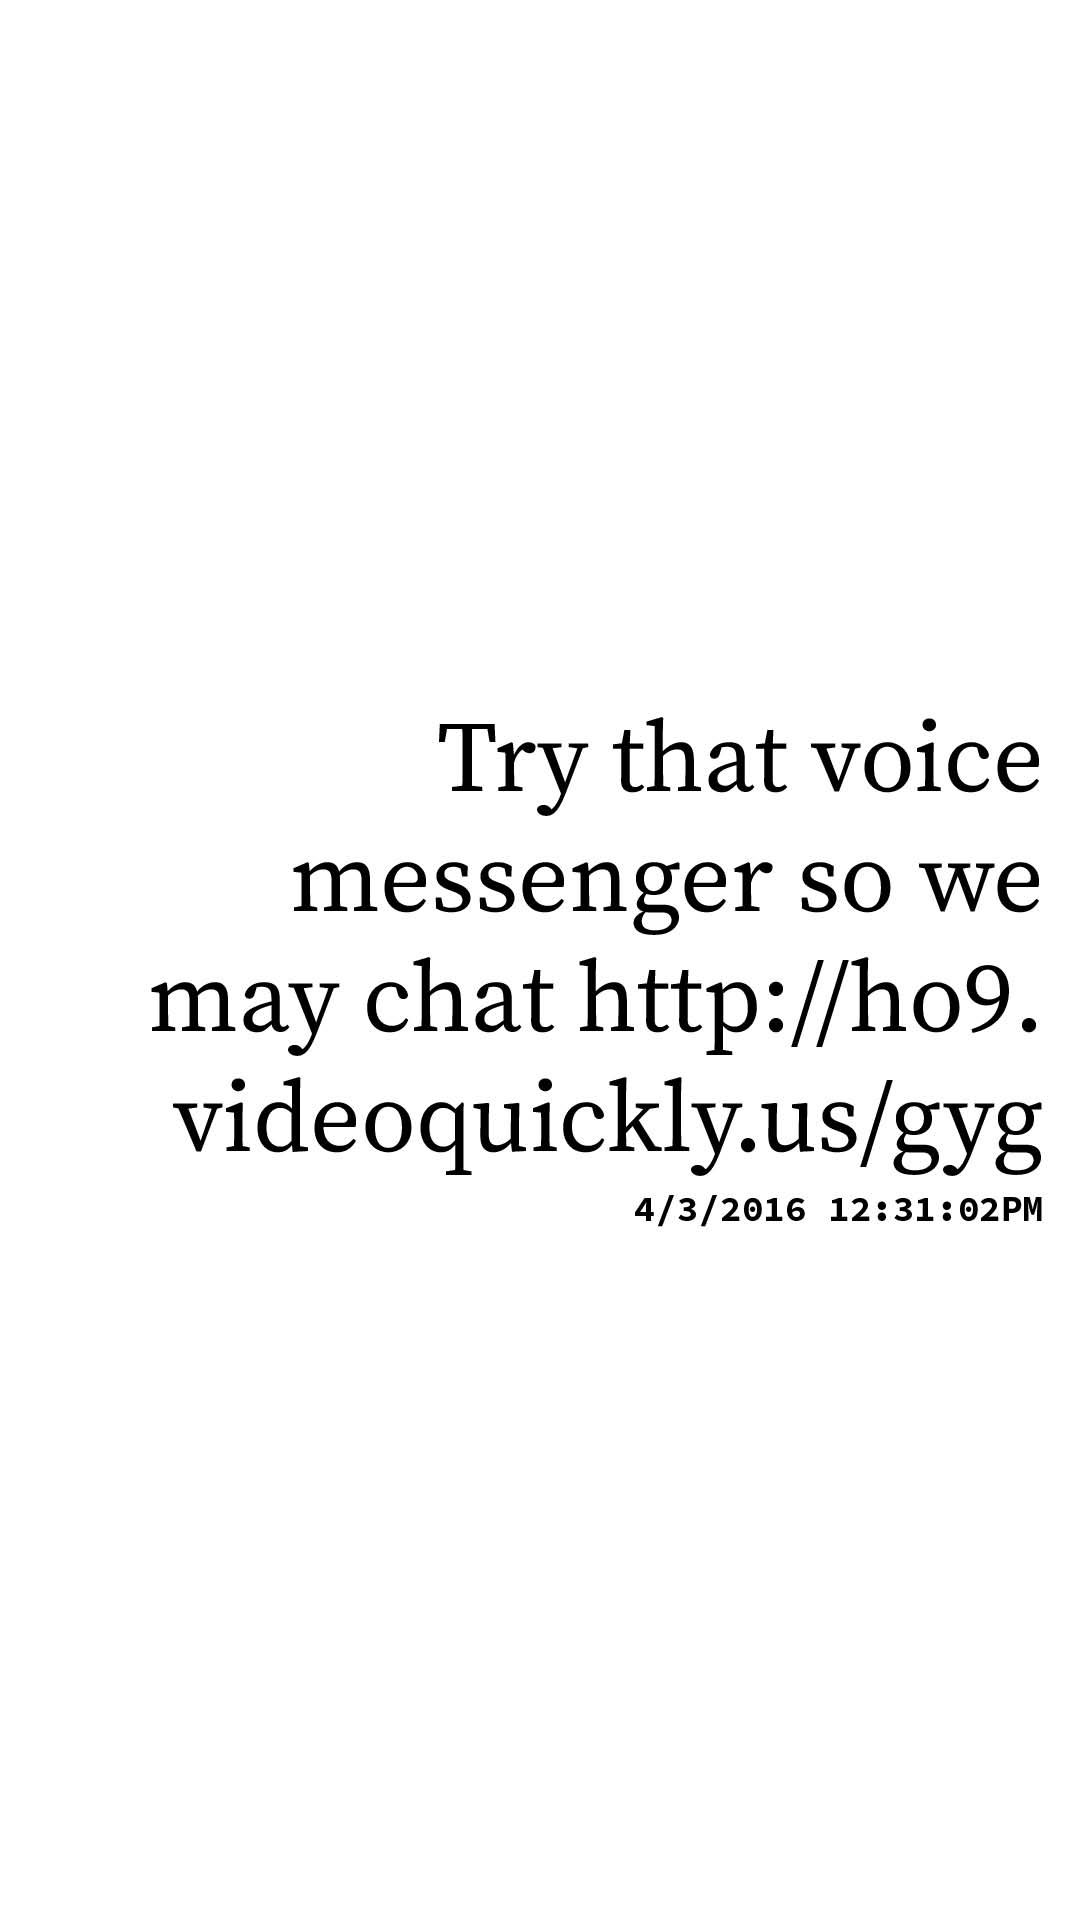 Try that voice
messenger so we
may chat http://ho9.
videoquickly.us/gyg
4/3/2016 12:31:02PM